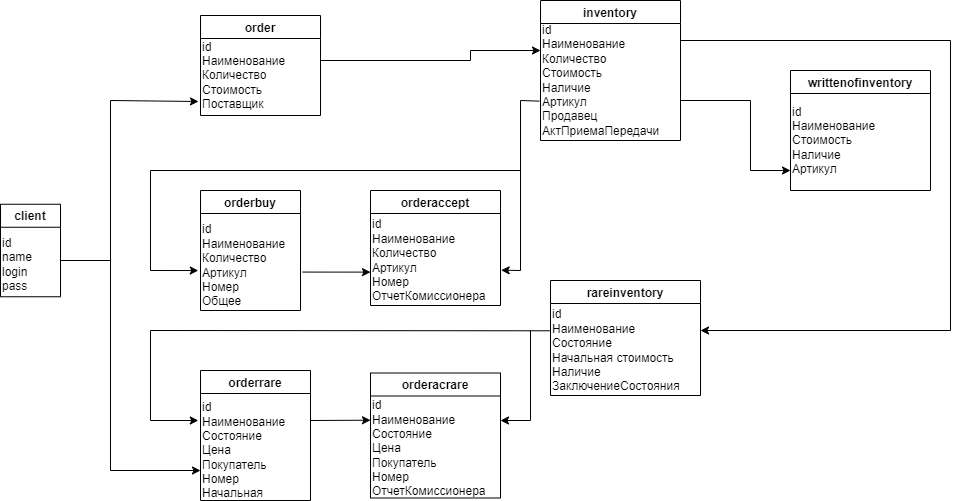 order
id
Наименование
Количество
Стоимость
Поставщик
inventory
id
Наименование
Количество
Стоимость
Наличие
Артикул
Продавец
АктПриемаПередачи
writtenofinventory
id
Наименование
Стоимость
Наличие
Артикул
client
id
name
login
pass
orderbuy
id
Наименование
Количество
Артикул
Номер
Общее
orderaccept
id
Наименование
Количество
Артикул
Номер
ОтчетКомиссионера
rareinventory
id
Наименование
Состояние
Начальная стоимость
Наличие
ЗаключениеСостояния
orderrare
id
Наименование
Состояние
Цена
Покупатель
Номер
Начальная
orderacrare
id
Наименование
Состояние
Цена
Покупатель
Номер
ОтчетКомиссионера